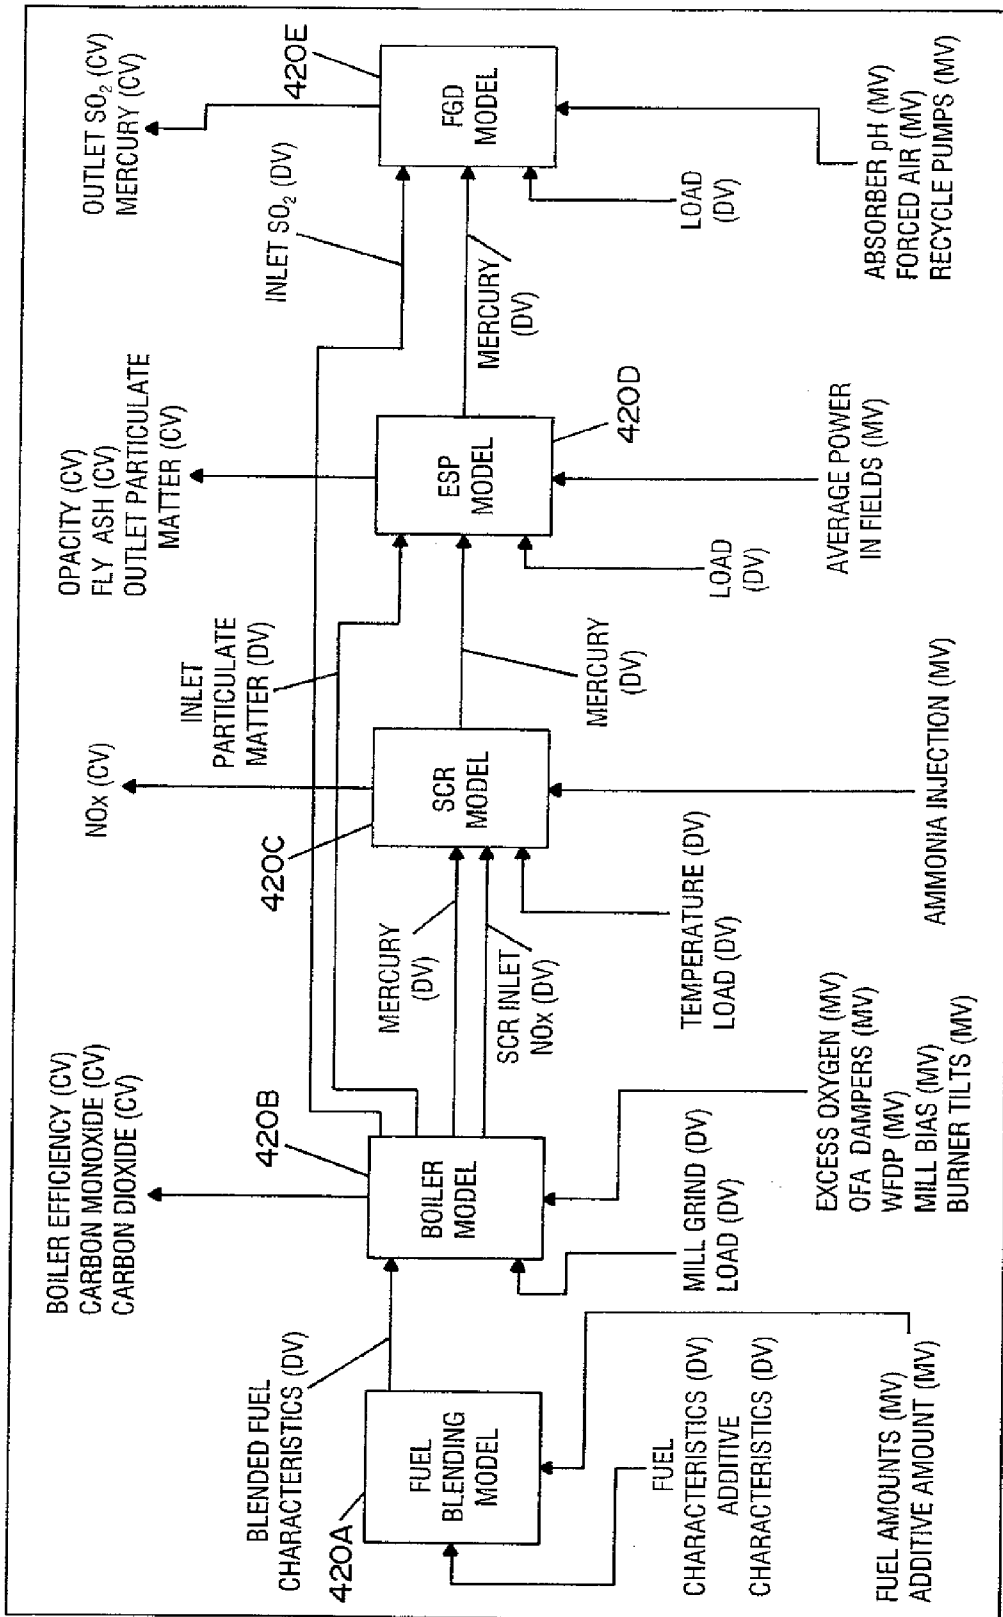 BOILER EFFICIENCY (CV)
CARBON MONOXIDE (CV)
CARBON DIOXIDE (CV)
NOx (CV)
OPACITY (CV)
FLY ASH (CV)
OUTLET PARTICULATE
MATTER (CV)
OUTLET SO₂ (CV)
MERCURY (CV)
BLENDED FUEL
CHARACTERISTICS (DV)
INLET
PARTICULATE
MATTER (DV)
INLET SO₂ (DV)
420A
FUEL
BLENDING
MODEL
420B
BOILER
MODEL
MERCURY
(DV)
SCR INLET
NOx (DV)
420C
SCR
MODEL
MERCURY
(DV)
ESP
MODEL
420D
MERCURY
(DV)
FGD
MODEL
420E
FUEL
CHARACTERISTICS (DV)
ADDITIVE
CHARACTERISTICS (DV)
MILL GRIND (DV)
LOAD (DV)
TEMPERATURE (DV)
LOAD (DV)
LOAD
(DV)
LOAD
(DV)
FUEL AMOUNTS (MV)
ADDITIVE AMOUNT (MV)
EXCESS OXYGEN (MV)
OFA DAMPERS (MV)
WFDP (MV)
MILL BIAS (MV)
BURNER TILTS (MV)
AMMONIA INJECTION (MV)
AVERAGE POWER
IN FIELDS (MV)
ABSORBER pH (MV)
FORCED AIR (MV)
RECYCLE PUMPS (MV)